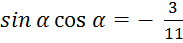 sin α cos α = − 3/11